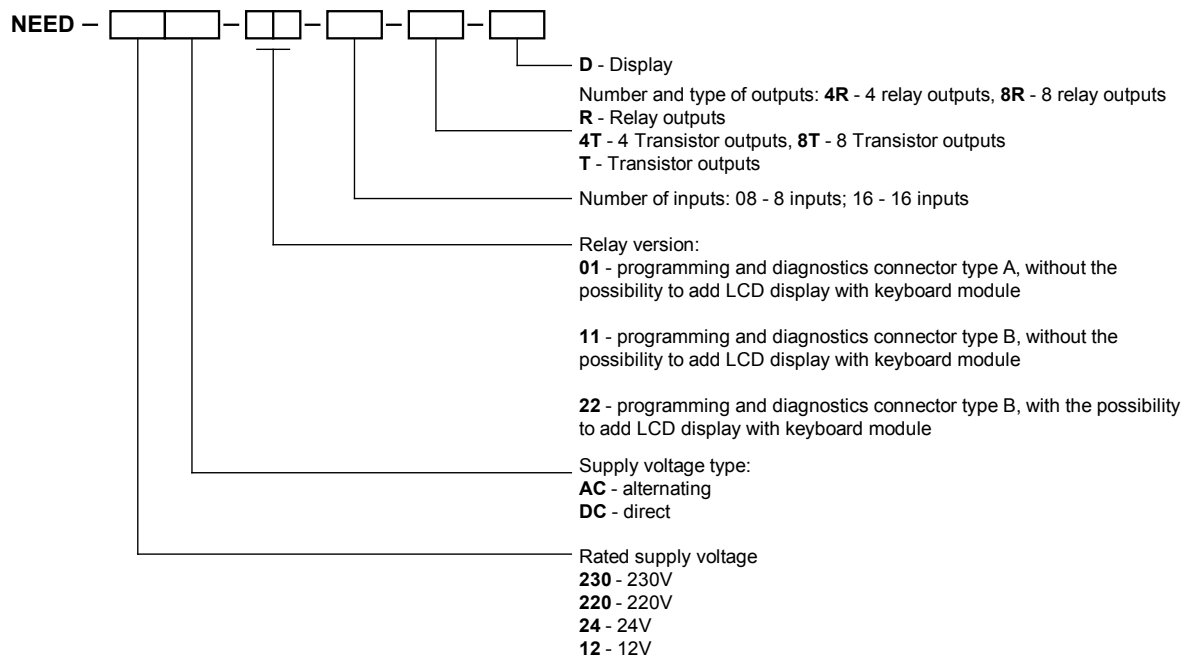 NEED – – – – –
D - Display
Number and type of outputs: 4R - 4 relay outputs, 8R - 8 relay outputs
R - Relay outputs
4T - 4 Transistor outputs, 8T - 8 Transistor outputs
T - Transistor outputs
Number of inputs: 08 - 8 inputs; 16 - 16 inputs
Relay version:
01 - programming and diagnostics connector type A, without the
possibility to add LCD display with keyboard module
11 - programming and diagnostics connector type B, without the
possibility to add LCD display with keyboard module
22 - programming and diagnostics connector type B, with the possibility
to add LCD display with keyboard module
Supply voltage type:
AC - alternating
DC - direct
Rated supply voltage
230 - 230V
220 - 220V
24 - 24V
12 - 12V